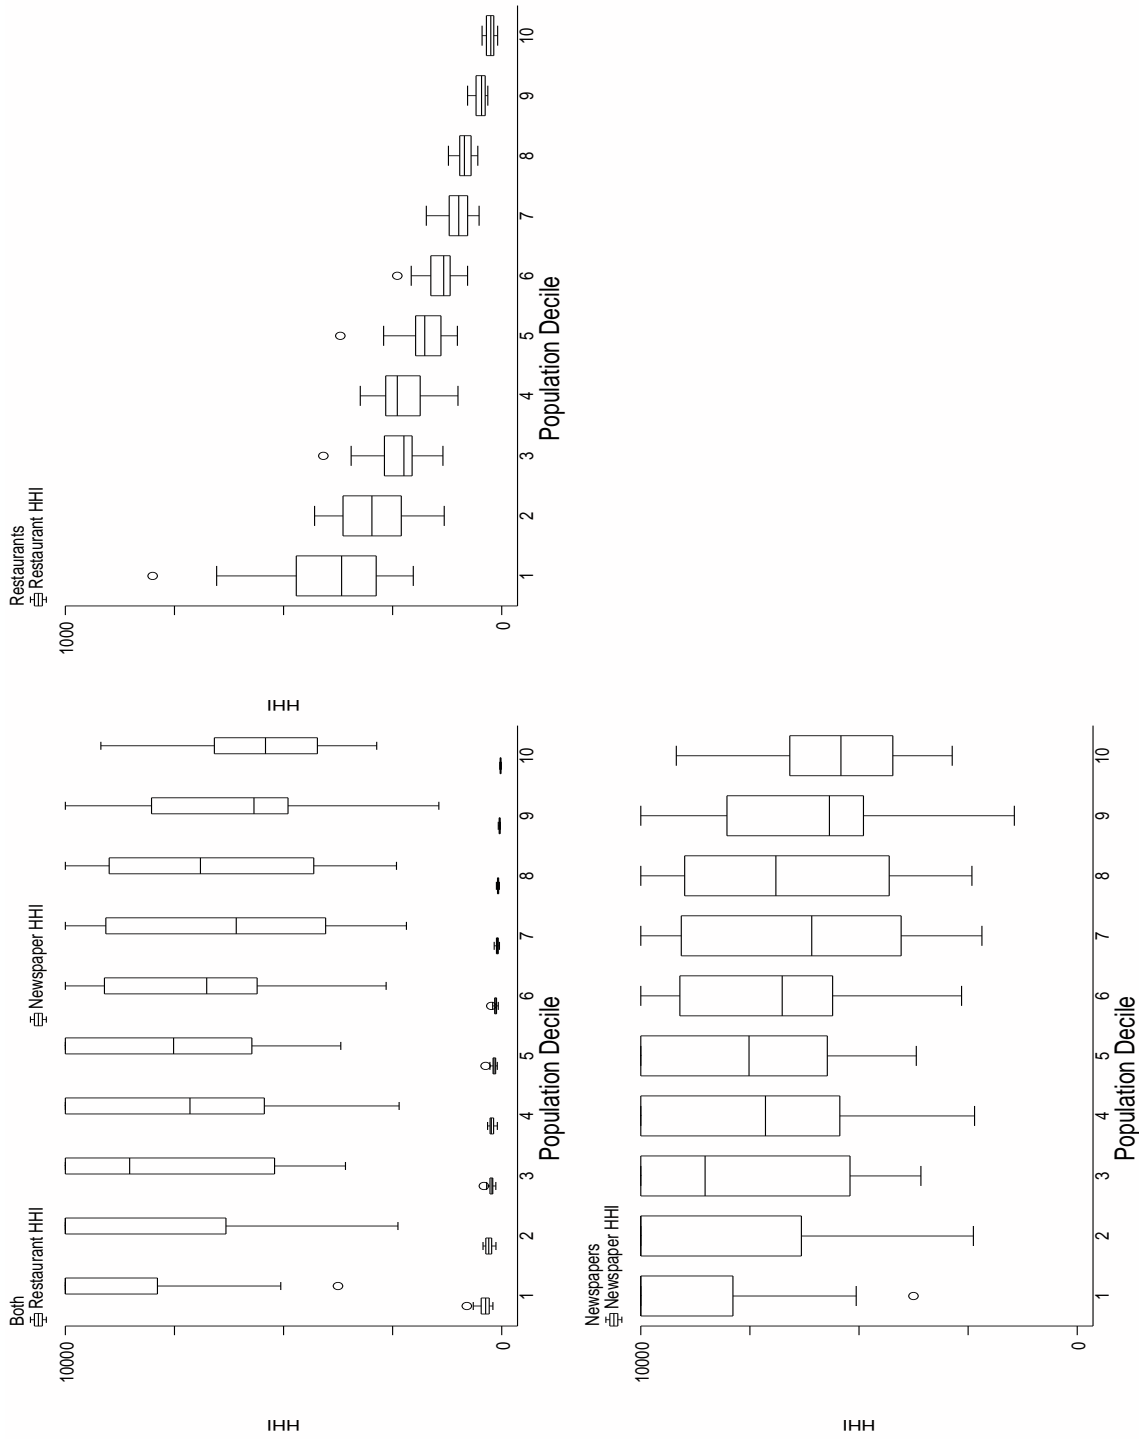 Both
Restaurant HHI Newspaper HHI
10000
HHI
0
1 2 3 4 5 6 7 8 9 10
Population Decile
Restaurants
Restaurant HHI
1000
HHI
0
1 2 3 4 5 6 7 8 9 10
Population Decile
Newspapers
Newspaper HHI
10000
HHI
0
1 2 3 4 5 6 7 8 9 10
Population Decile